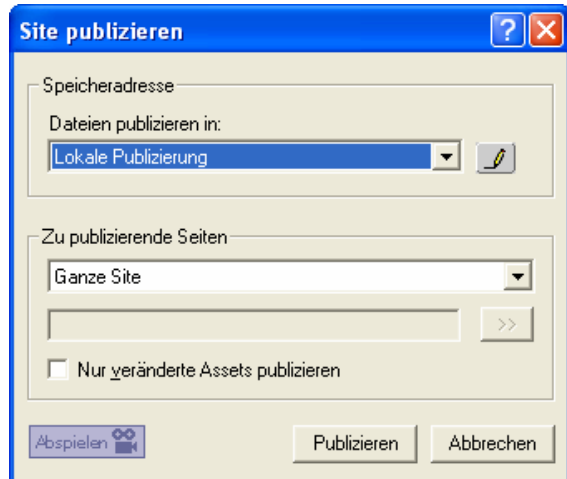 Site publizieren
Speicheradresse
Dateien publizieren in:
Lokale Publizierung
Zu publizierende Seiten
Ganze Site
>>
Nur veränderte Assets publizieren
Abspielen
Publizieren
Abbrechen